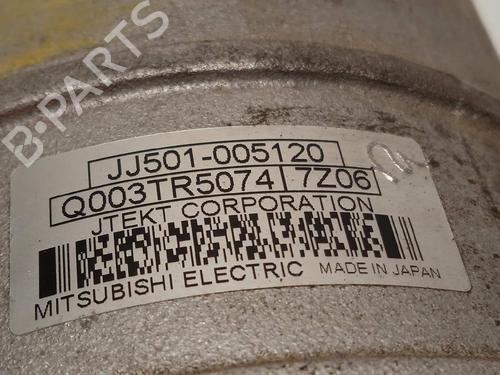 B-PARTS
JJ501-005120
Q003TR5074 7Z06
JTEKT CORPORATION
MITSUBISHI ELECTRIC MADE IN JAPAN